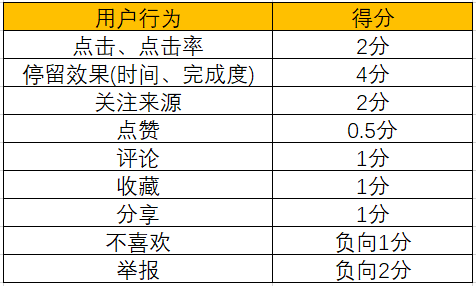 用户行为 得分
点击、点击率 2分
停留效果(时间、完成度) 4分
关注来源 2分
点赞 0.5分
评论 1分
收藏 1分
分享 1分
不喜欢 负向1分
举报 负向2分